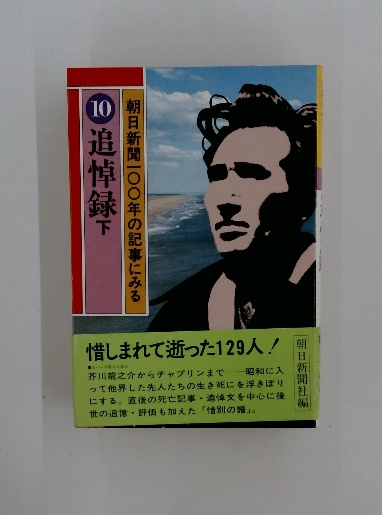 朝日新聞一〇〇年の記事にみる
10
追悼録下
惜しまれて逝った129人!
芥川龍之介からチャプリンまで――昭和に入
って他界した先人たちの生き死にを浮きぼり
にする。直後の死亡記事・追悼文を中心に後
世の追憶・評価も加えた「惜別の譜」。
朝日新聞社編